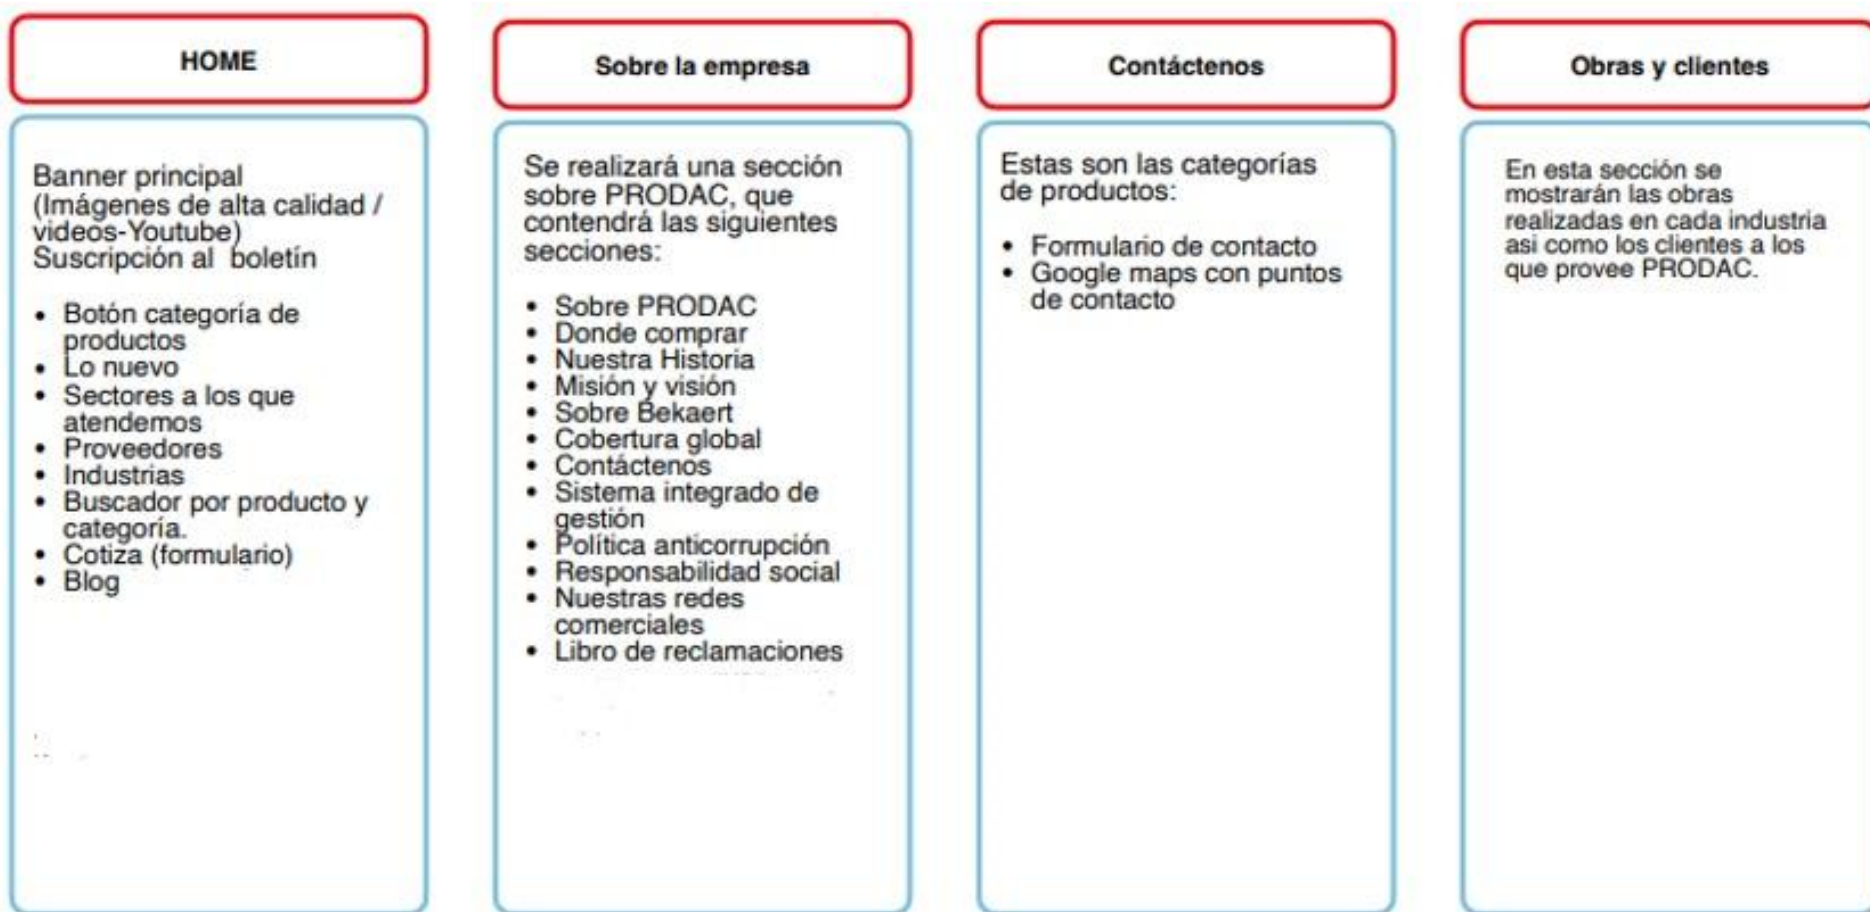 HOME
Banner principal
(Imágenes de alta calidad /
videos-Youtube)
Suscripción al  boletín
• Botón categoría de
productos
• Lo nuevo
• Sectores a los que
atendemos
• Proveedores
• Industrias
• Buscador por producto y
categoría.
• Cotiza (formulario)
• Blog
Sobre la empresa
Se realizará una sección
sobre PRODAC, que
contendrá las siguientes
secciones:
• Sobre PRODAC
• Donde comprar
• Nuestra Historia
• Misión y visión
• Sobre Bekaert
• Cobertura global
• Contáctenos
• Sistema integrado de
gestión
• Política anticorrupción
• Responsabilidad social
• Nuestras redes
comerciales
• Libro de reclamaciones
Contáctenos
Estas son las categorías
de productos:
• Formulario de contacto
• Google maps con puntos
de contacto
Obras y clientes
En esta sección se
mostrarán las obras
realizadas en cada industria
asi como los clientes a los
que provee PRODAC.